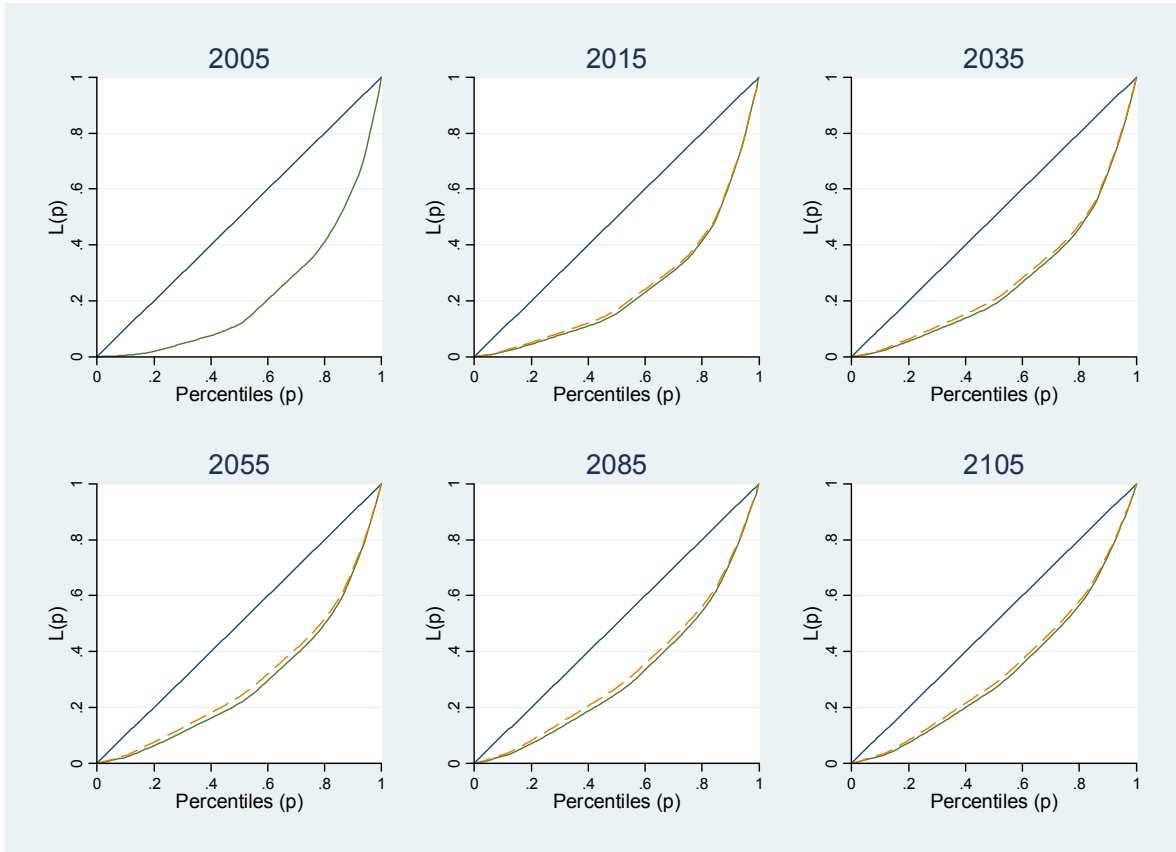 2005
L(p)
1
.8
.6
.4
.2
0
0 .2 .4 .6 .8 1
Percentiles (p)
2015
L(p)
1
.8
.6
.4
.2
0
0 .2 .4 .6 .8 1
Percentiles (p)
2035
L(p)
1
.8
.6
.4
.2
0
0 .2 .4 .6 .8 1
Percentiles (p)
2055
L(p)
1
.8
.6
.4
.2
0
0 .2 .4 .6 .8 1
Percentiles (p)
2085
L(p)
1
.8
.6
.4
.2
0
0 .2 .4 .6 .8 1
Percentiles (p)
2105
L(p)
1
.8
.6
.4
.2
0
0 .2 .4 .6 .8 1
Percentiles (p)